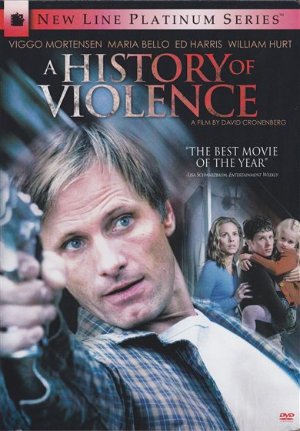 NEW LINE PLATINUM SERIES™
VIGGO MORTENSEN MARIA BELLO ED HARRIS WILLIAM HURT
A HISTORY OF
VIOLENCE
A FILM BY DAVID CRONENBERG
"THE BEST MOVIE
OF THE YEAR"
-LISA SCHWARZBAUM, ENTERTAINMENT WEEKLY
DVD